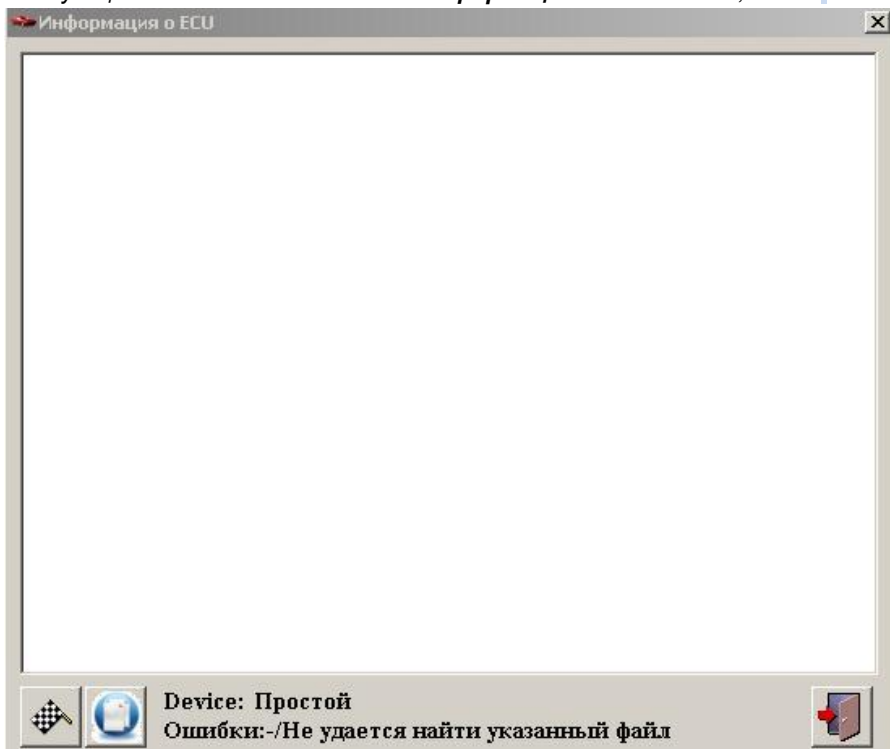 Информация о ECU
Device: Простой
Ошибки:-/Не удается найти указанный файл